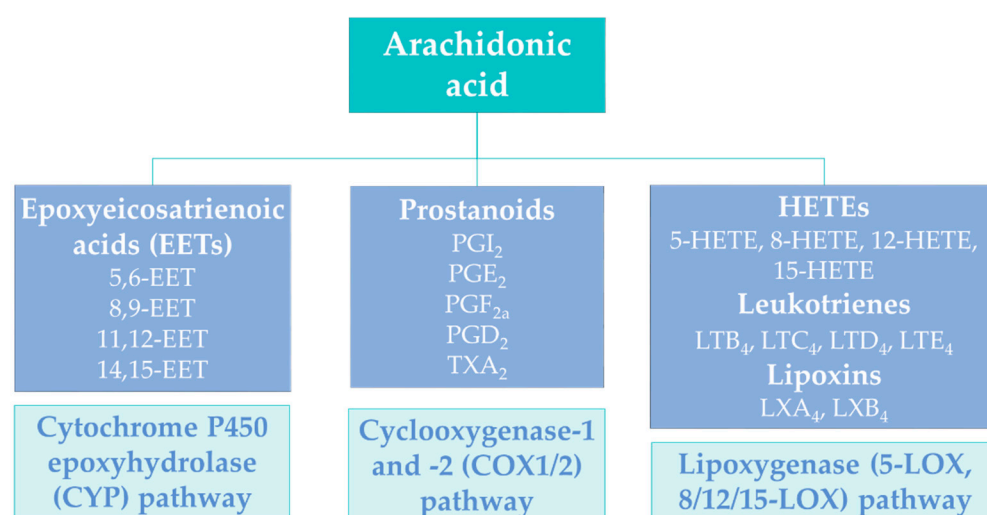 Arachidonic
acid
Epoxyeicosatrienoic
acids (EETs)
5,6-EET
8,9-EET
11,12-EET
14,15-EET
Cytochrome P450
epoxyhydrolase
(CYP) pathway
Prostanoids
PGI₂
PGE₂
PGF₂ₐ
PGD₂
TXA₂
Cyclooxygenase-1
and -2 (COX1/2)
pathway
HETEs
5-HETE, 8-HETE, 12-HETE,
15-HETE
Leukotrienes
LTB₄, LTC₄, LTD₄, LTE₄
Lipoxins
LXA₄, LXB₄
Lipoxygenase (5-LOX,
8/12/15-LOX) pathway